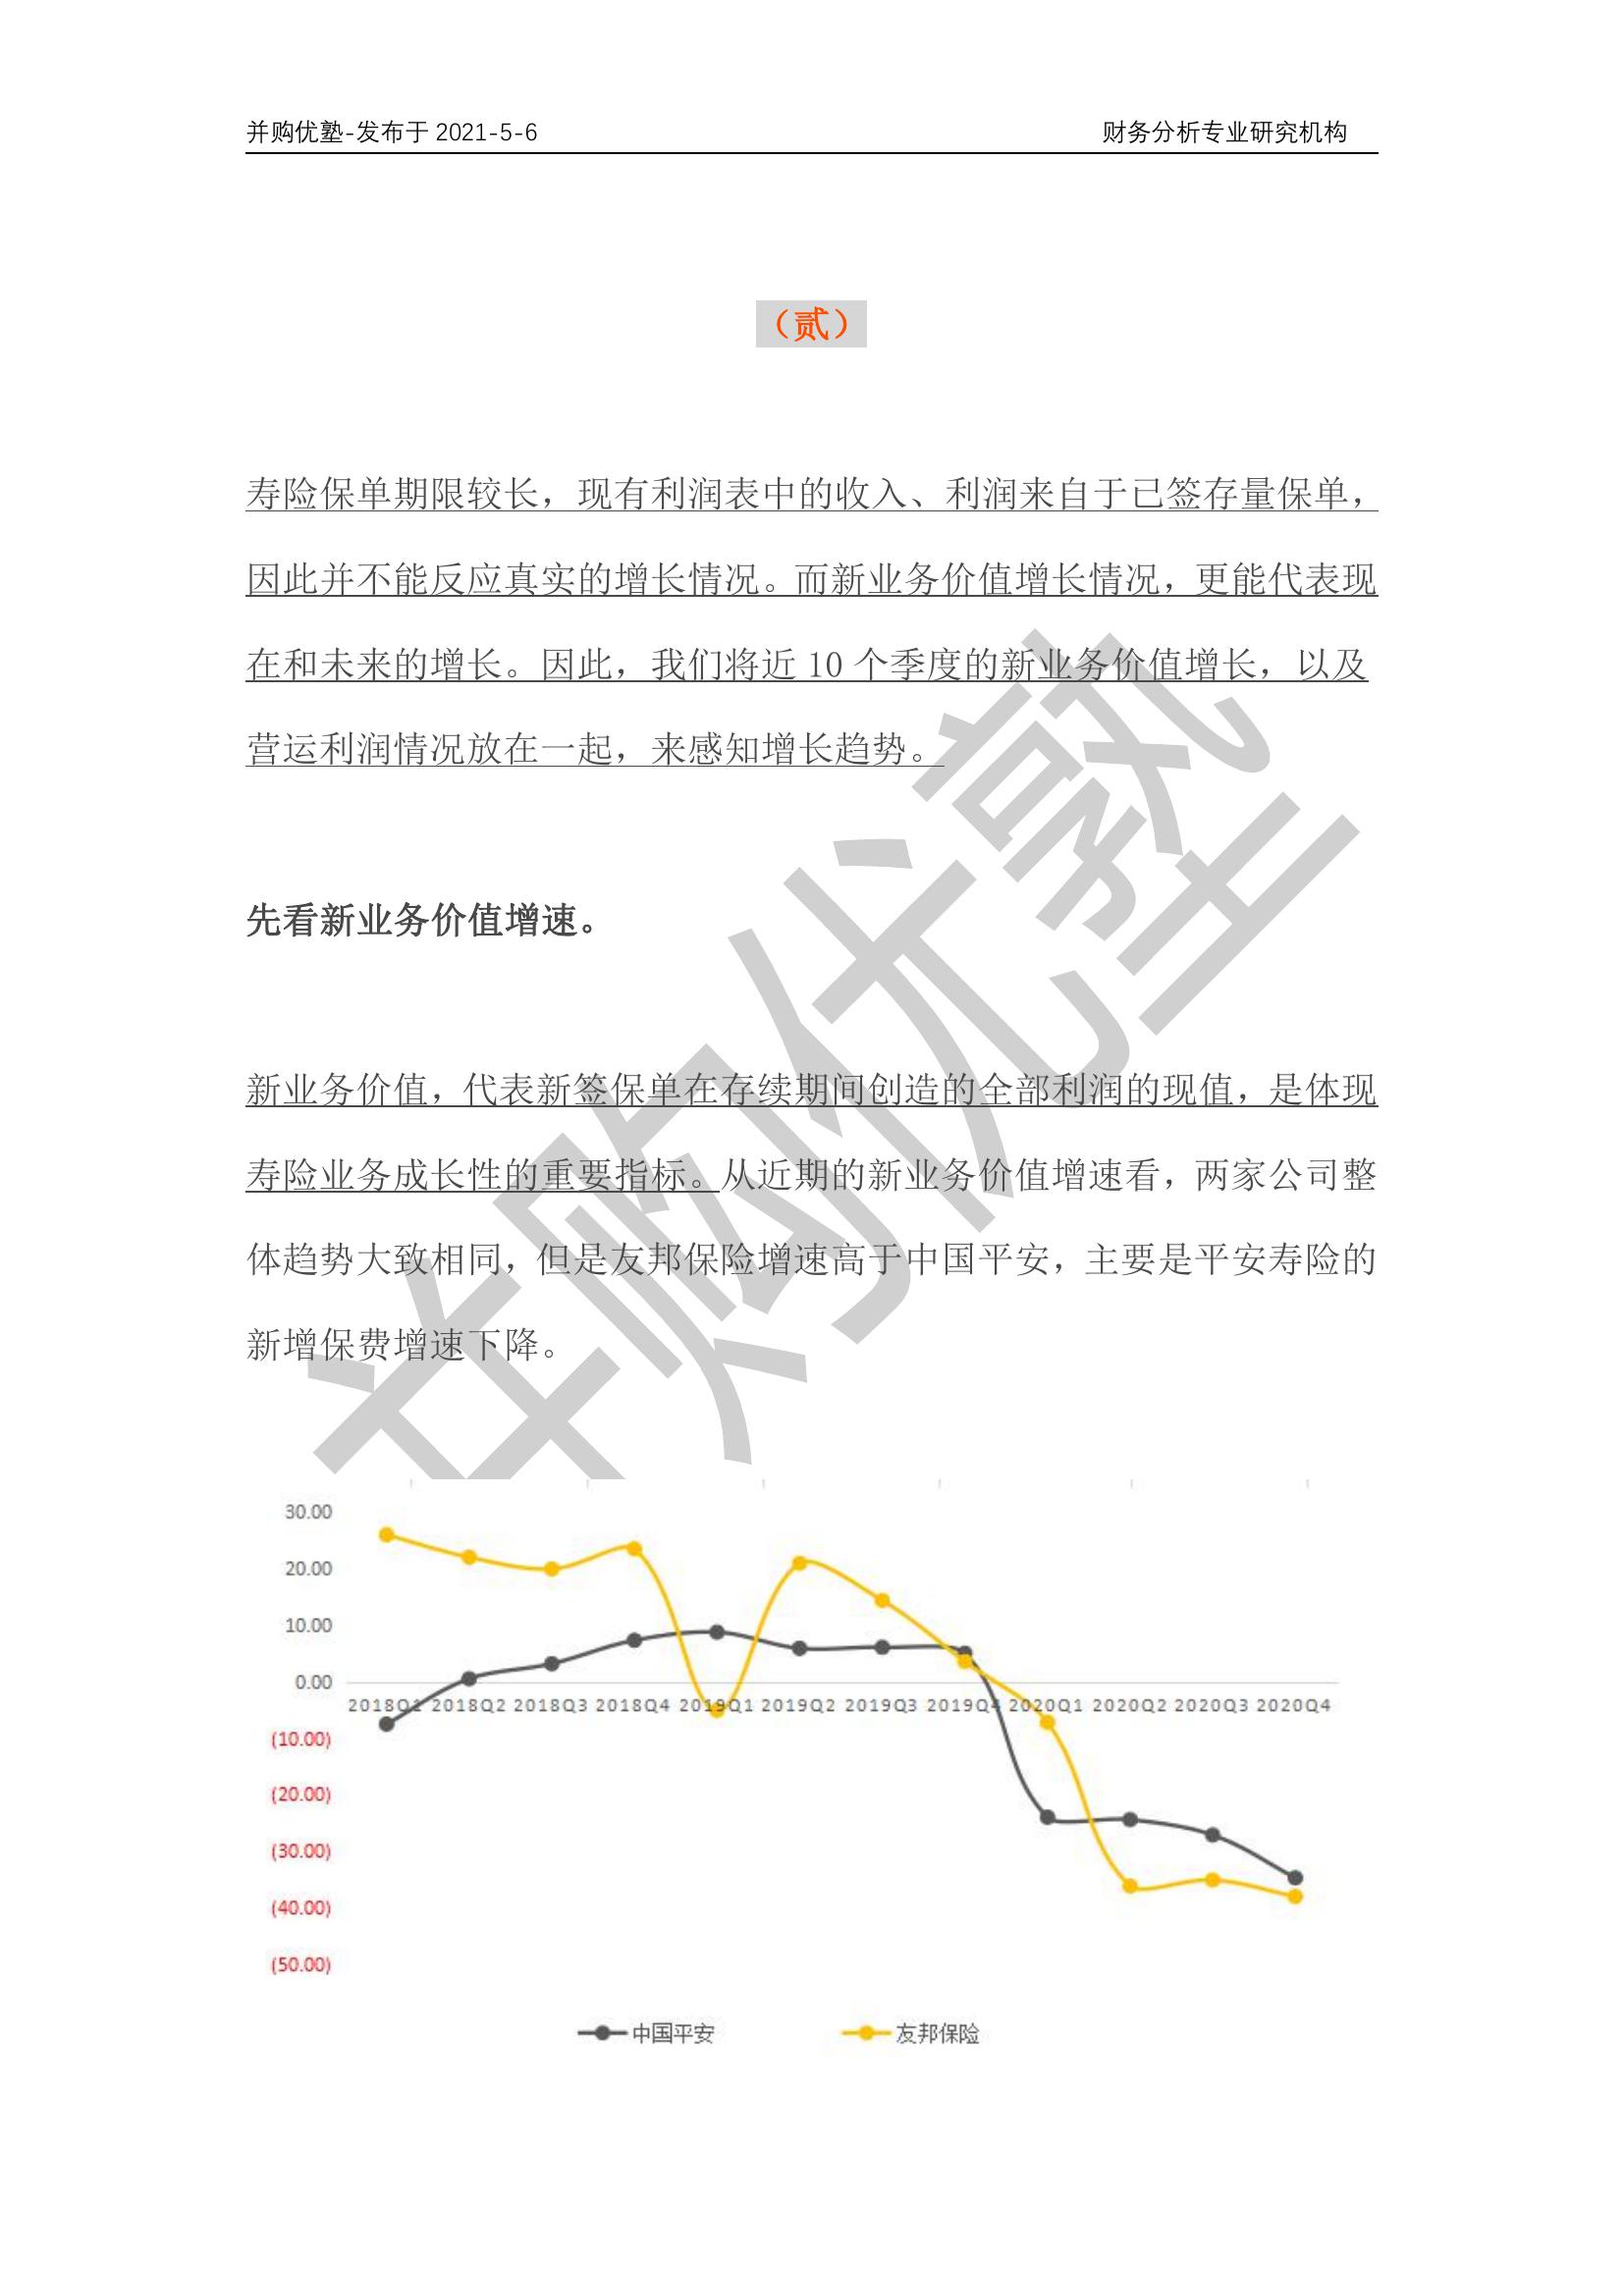 并购优塾-发布于 2021-5-6 财务分析专业研究机构
（贰）
寿险保单期限较长，现有利润表中的收入、利润来自于已签存量保单，
因此并不能反应真实的增长情况。而新业务价值增长情况，更能代表现
在和未来的增长。因此，我们将近 10 个季度的新业务价值增长，以及
营运利润情况放在一起，来感知增长趋势。
先看新业务价值增速。
新业务价值，代表新签保单在存续期间创造的全部利润的现值，是体现
寿险业务成长性的重要指标。从近期的新业务价值增速看，两家公司整
体趋势大致相同，但是友邦保险增速高于中国平安，主要是平安寿险的
新增保费增速下降。
并购优塾
30.00
20.00
10.00
0.00
2018Q1 2018Q2 2018Q3 2018Q4 2019Q1 2019Q2 2019Q3 2019Q4 2020Q1 2020Q2 2020Q3 2020Q4
(10.00)
(20.00)
(30.00)
(40.00)
(50.00)
中国平安 友邦保险